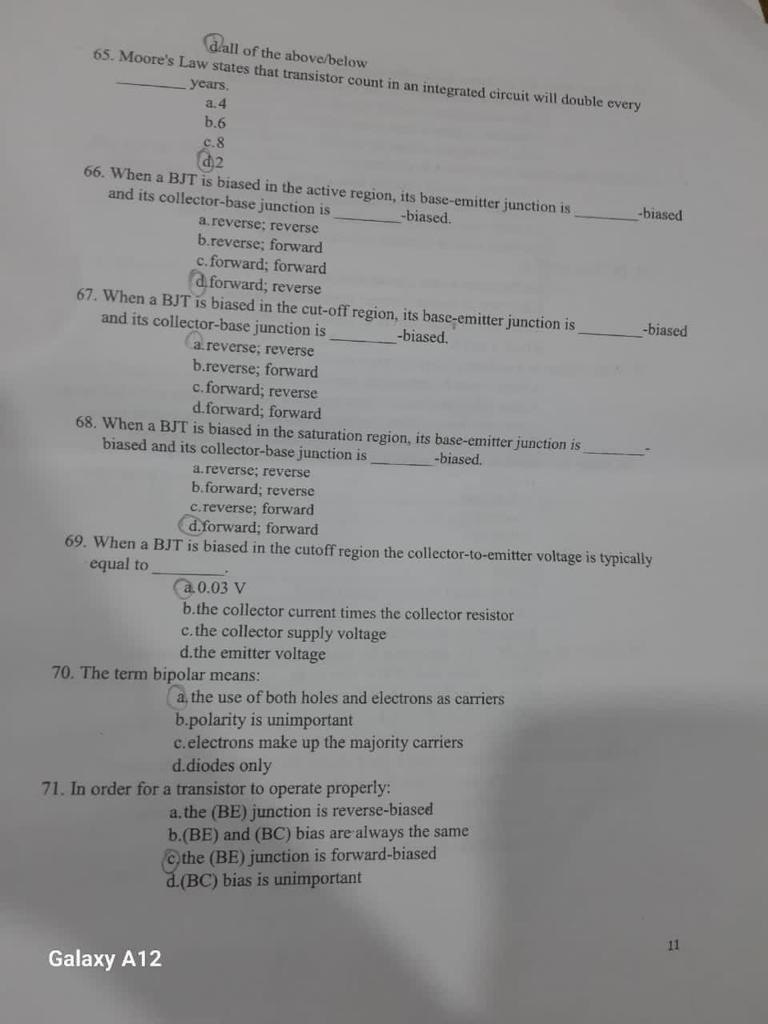 d.all of the above/below
65. Moore's Law states that transistor count in an integrated circuit will double every
________ years.
a.4
b.6
c.8
d.2
66. When a BJT is biased in the active region, its base-emitter junction is ________-biased
and its collector-base junction is ________-biased.
a.reverse; reverse
b.reverse; forward
c.forward; forward
d.forward; reverse
67. When a BJT is biased in the cut-off region, its base-emitter junction is ________-biased
and its collector-base junction is ________-biased.
a.reverse; reverse
b.reverse; forward
c.forward; reverse
d.forward; forward
68. When a BJT is biased in the saturation region, its base-emitter junction is ________-
biased and its collector-base junction is ________-biased.
a.reverse; reverse
b.forward; reverse
c.reverse; forward
d.forward; forward
69. When a BJT is biased in the cutoff region the collector-to-emitter voltage is typically
equal to ________.
a.0.03 V
b.the collector current times the collector resistor
c.the collector supply voltage
d.the emitter voltage
70. The term bipolar means:
a.the use of both holes and electrons as carriers
b.polarity is unimportant
c.electrons make up the majority carriers
d.diodes only
71. In order for a transistor to operate properly:
a.the (BE) junction is reverse-biased
b.(BE) and (BC) bias are always the same
c.the (BE) junction is forward-biased
d.(BC) bias is unimportant
11
Galaxy A12